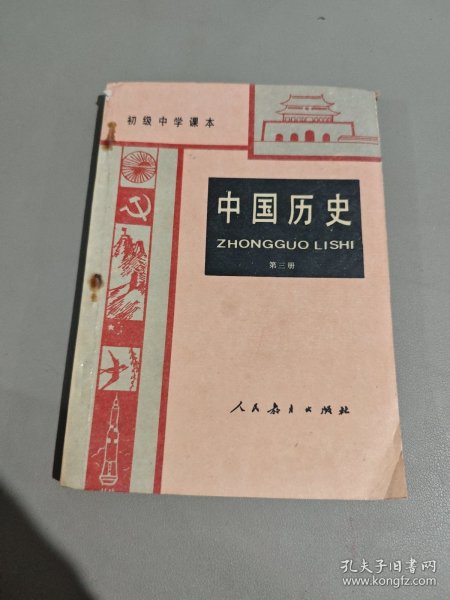 初级中学课本
中国历史
ZHONGGUO LISHI
第三册
人民教育出版社
孔夫子旧书网
www.kongfz.com